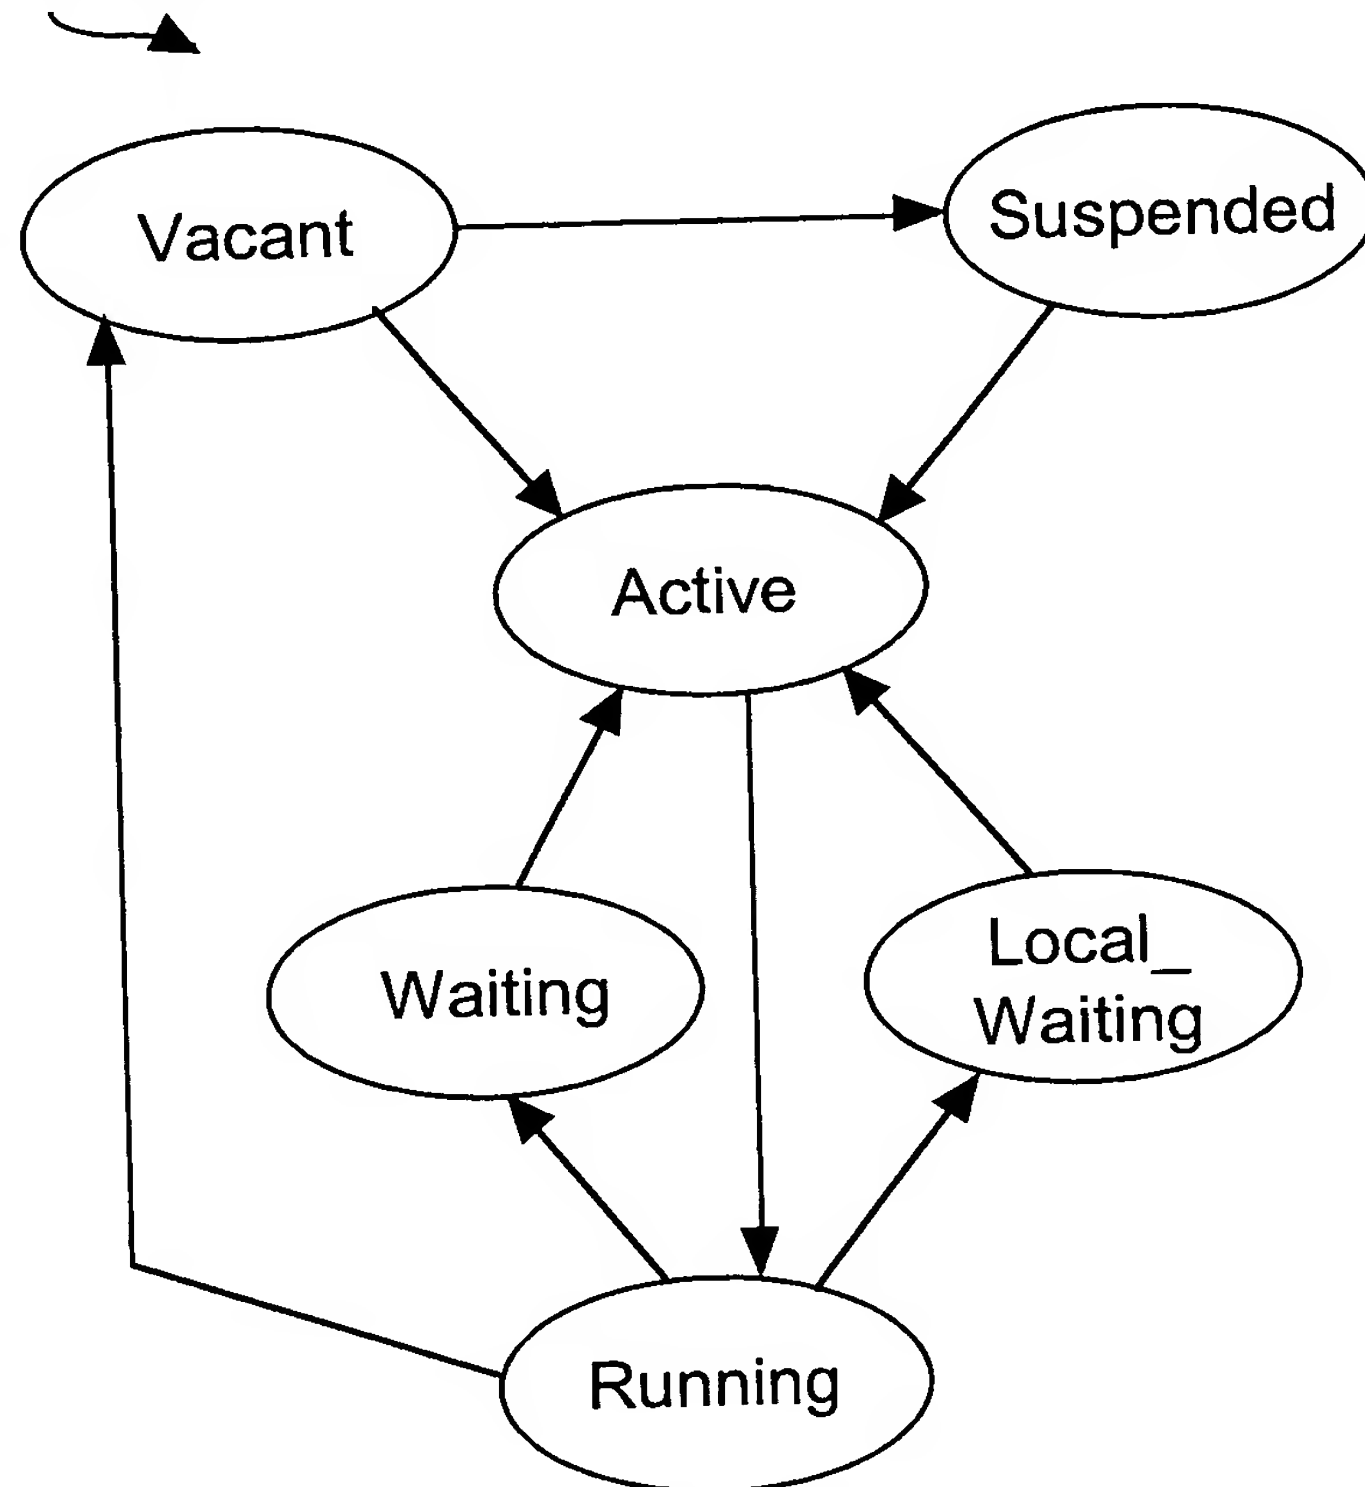 Vacant
Suspended
Active
Waiting
Local_
Waiting
Running